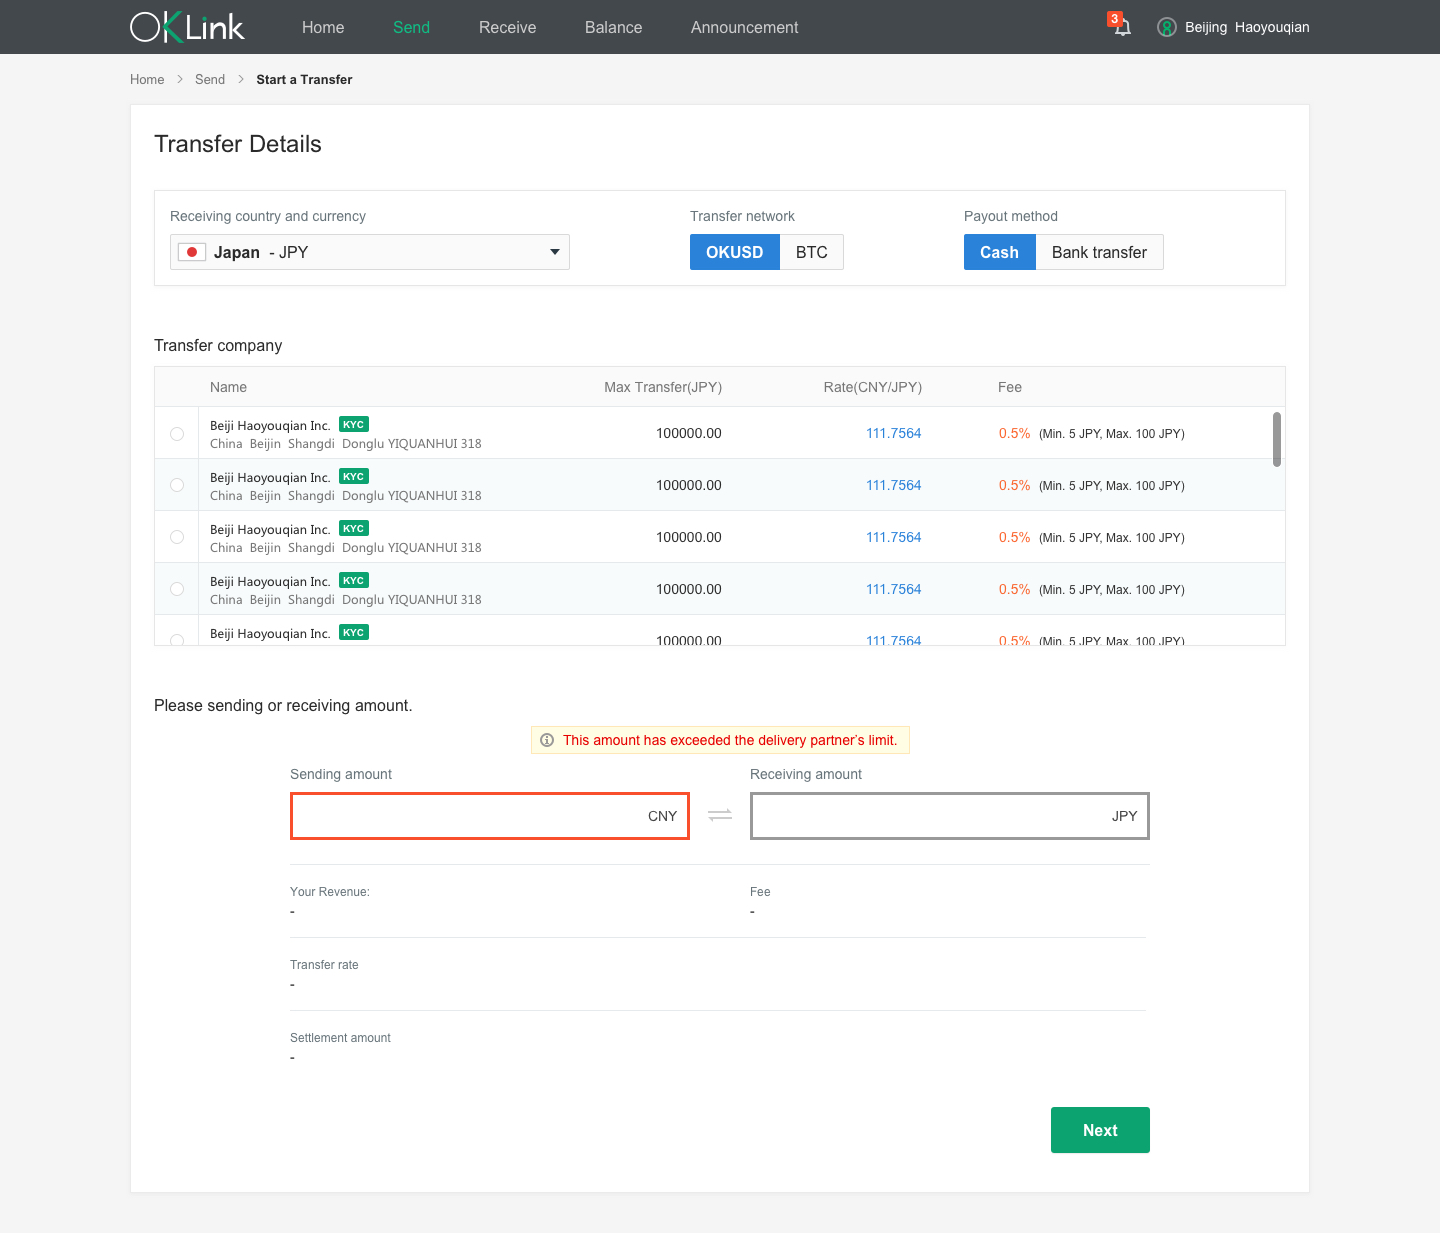 OKLink Home Send Receive Balance Announcement 3 Beijing Haoyouqian
Home > Send > Start a Transfer
Transfer Details
Receiving country and currency Transfer network Payout method
Japan - JPY OKUSD BTC Cash Bank transfer
Transfer company
Name Max Transfer(JPY) Rate(CNY/JPY) Fee
Beiji Haoyouqian Inc. KYC
China Beijin Shangdi Donglu YIQUANHUI 318
100000.00 111.7564 0.5% (Min. 5 JPY, Max. 100 JPY)
Beiji Haoyouqian Inc. KYC
China Beijin Shangdi Donglu YIQUANHUI 318
100000.00 111.7564 0.5% (Min. 5 JPY, Max. 100 JPY)
Beiji Haoyouqian Inc. KYC
China Beijin Shangdi Donglu YIQUANHUI 318
100000.00 111.7564 0.5% (Min. 5 JPY, Max. 100 JPY)
Beiji Haoyouqian Inc. KYC
China Beijin Shangdi Donglu YIQUANHUI 318
100000.00 111.7564 0.5% (Min. 5 JPY, Max. 100 JPY)
Beiji Haoyouqian Inc. KYC
100000.00 111.7564 0.5% (Min. 5 JPY, Max. 100 JPY)
Please sending or receiving amount.
This amount has exceeded the delivery partner's limit.
Sending amount Receiving amount
CNY JPY
Your Revenue: Fee
- -
Transfer rate
-
Settlement amount
-
Next